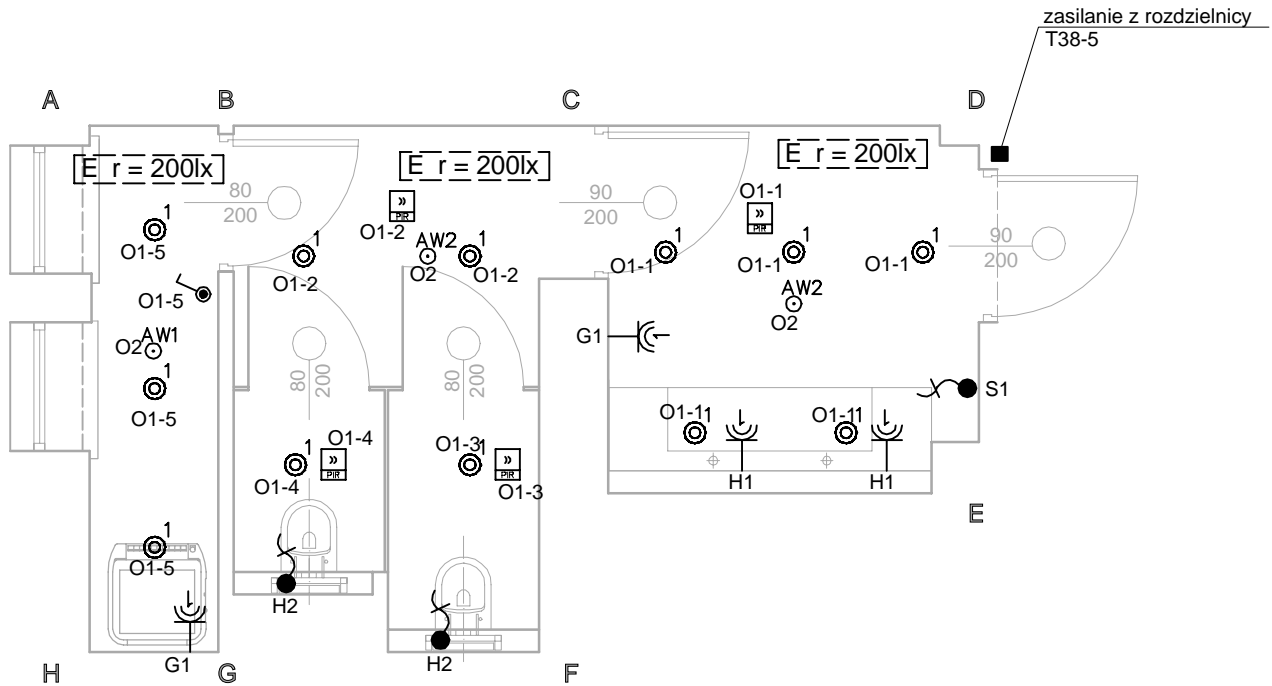 zasilanie z rozdzielnicy
T38-5
A
B
C
D
E r = 200lx
E r = 200lx
E r = 200lx
80
200
90
200
90
200
O1-1
PIR
O1-2
PIR
1
O1-5
1
O1-2
AW2
O2
1
O1-2
1
O1-1
1
O1-1
1
O1-1
AW2
O2
O1-5
AW1
O2
1
O1-5
G1
80
200
80
200
S1
O1-1
1
O1-1
1
H1
H1
1
O1-4
O1-4
PIR
O1-3
1
PIR
O1-3
E
1
O1-5
H2
H2
G1
H
G
F